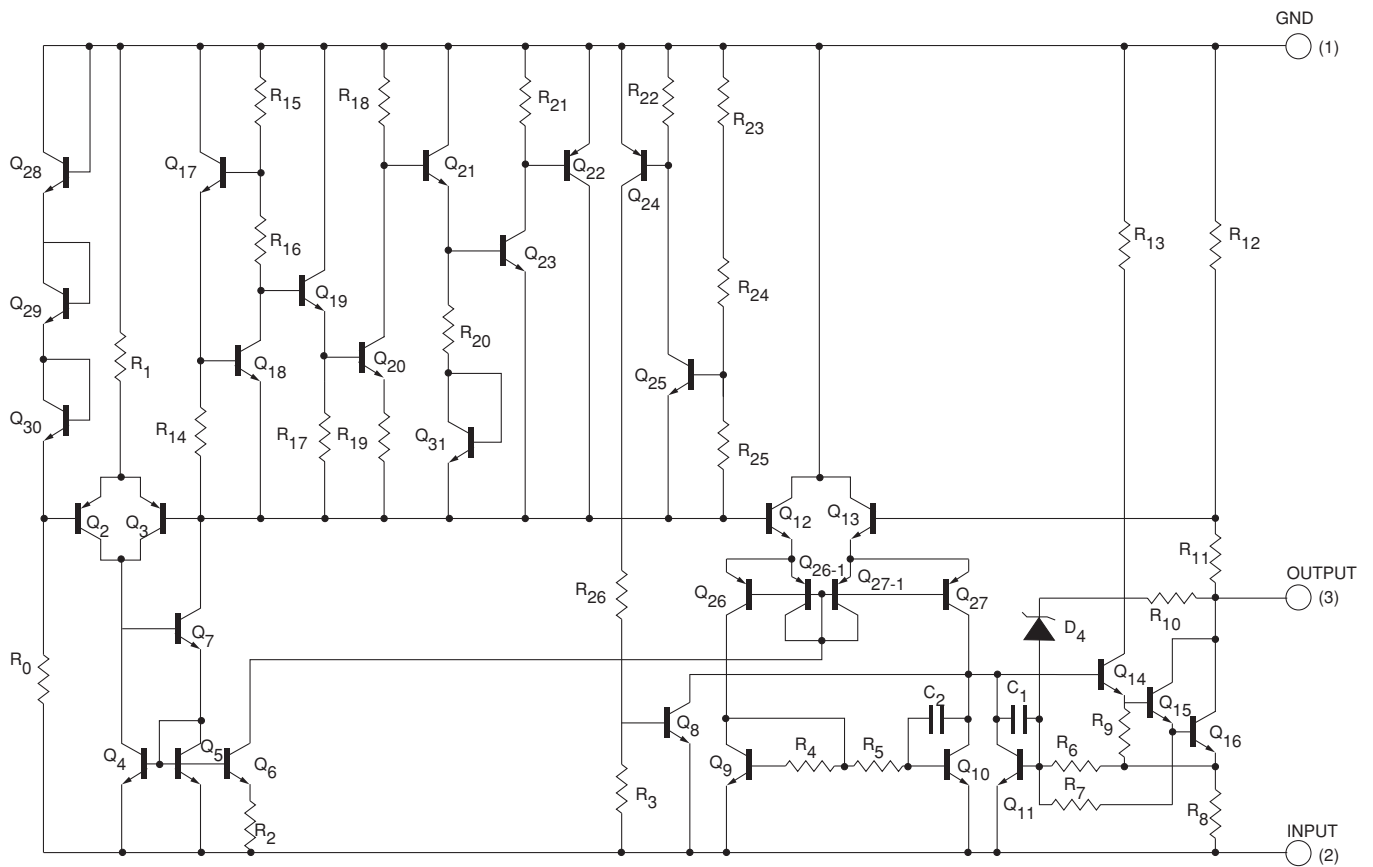 GND
(1)
R15
R18
R21
R22
R23
Q28
Q17
Q21
Q22
Q24
R16
R13
R12
Q23
Q29
Q19
R24
R20
R1
Q18
Q20
Q25
Q30
R14
R17
R19
Q31
R25
Q2
Q3
Q12
Q13
R11
Q26-1
Q27-1
OUTPUT
(3)
Q26
Q27
R26
R10
D4
Q7
R0
Q14
C2
C1
Q15
Q8
R9
Q16
Q4
Q5
Q6
Q9
R4
R5
Q10
R6
R7
Q11
R3
R2
R8
INPUT
(2)